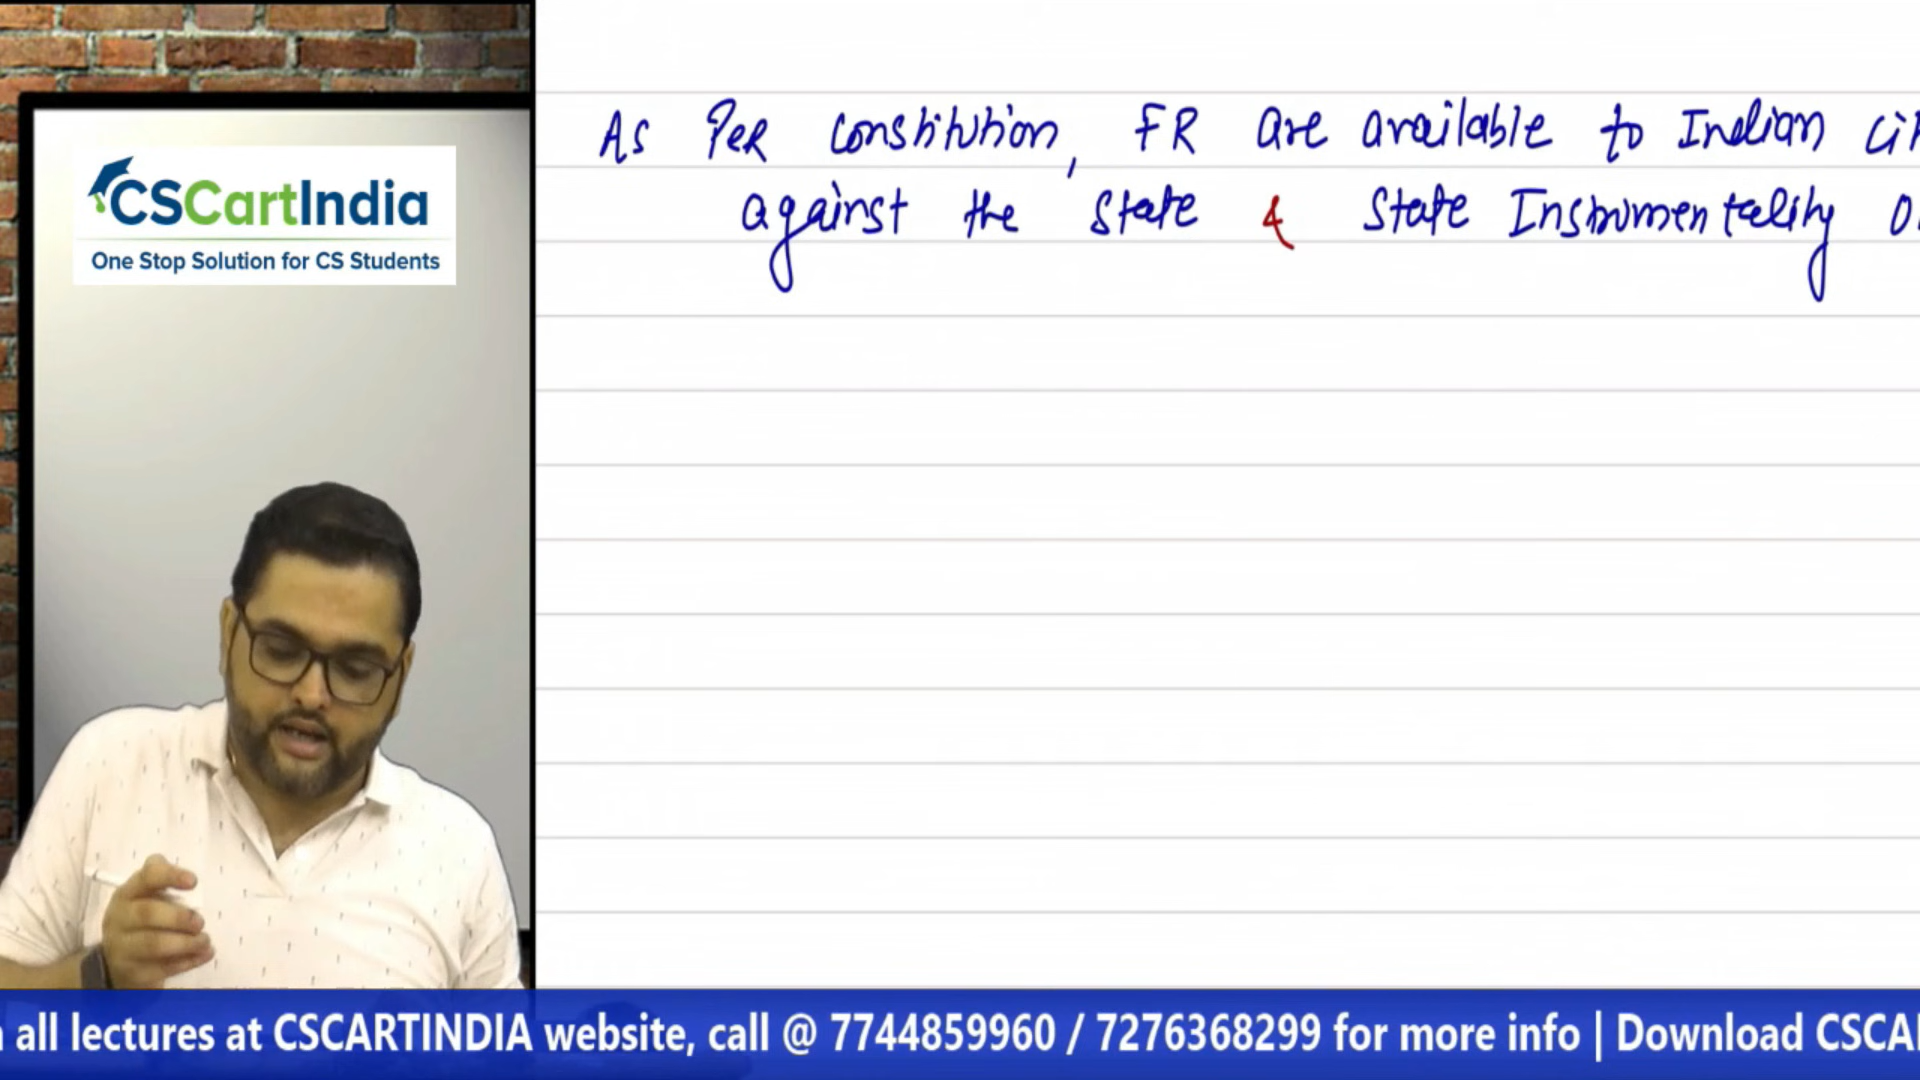 CSCartIndia
One Stop Solution for CS Students
As Per constitution, FR are available to Indian
against the State & State Instrumentality
all lectures at CSCARTINDIA website, call @ 7744859960 / 7276368299 for more info | Download